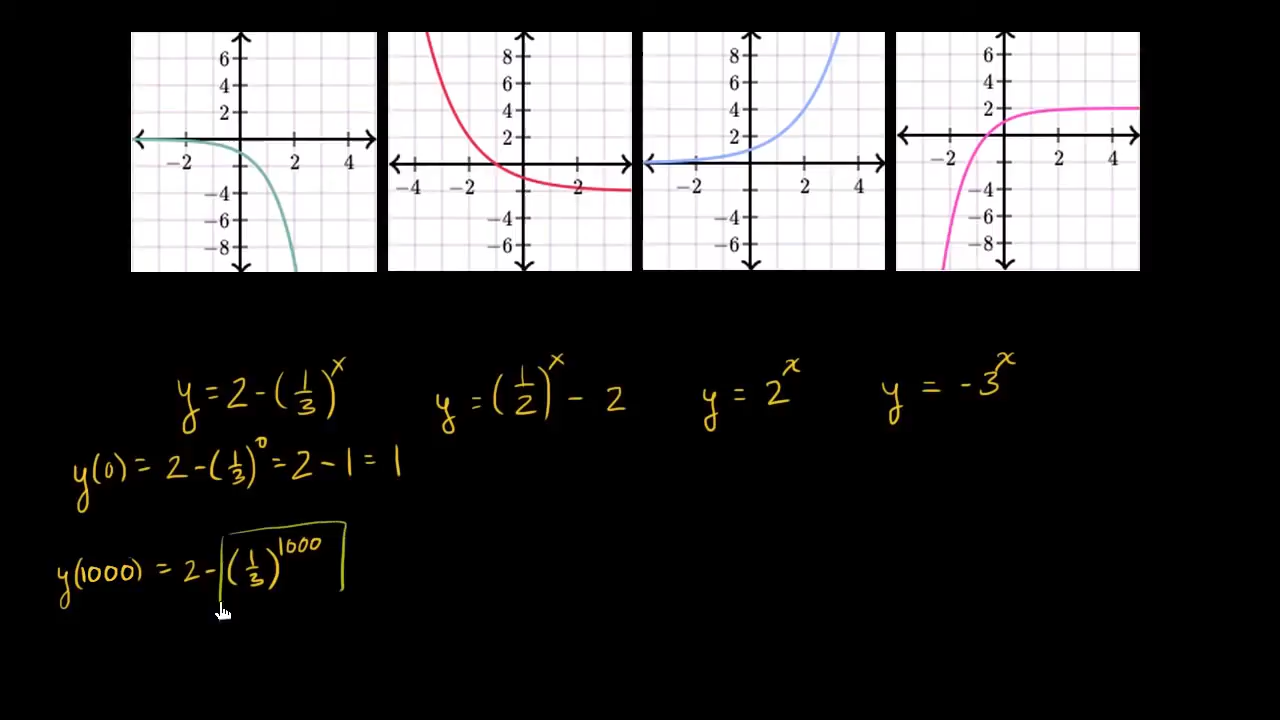 6 4 2 −2 2 4 −4 −6 −8
8 6 4 2 −4 −2 2 −4 −6
8 6 4 2 −2 2 4 −4 −6
6 4 2 −2 2 4 −4 −6 −8
y = 2 - (1/3)^x
y = (1/2)^x - 2
y = 2^x
y = -3^x
y(0) = 2 - (1/3)^0 = 2 - 1 = 1
y(1000) = 2 - (1/3)^1000